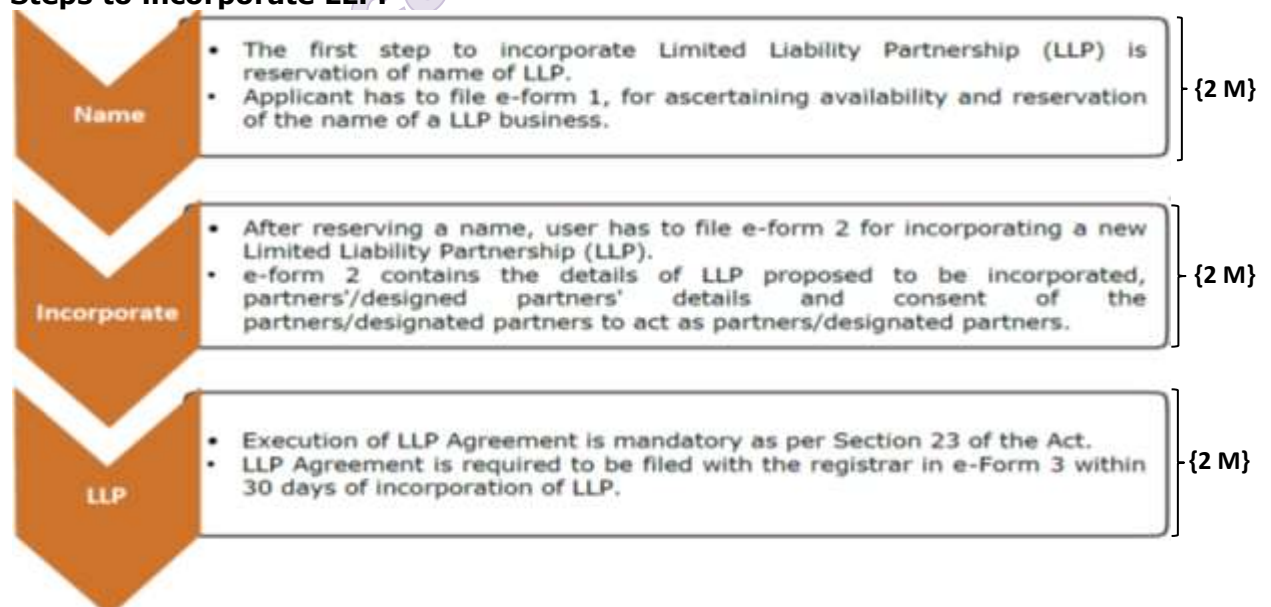 Steps to incorporate LLP:
Name
• The first step to incorporate Limited Liability Partnership (LLP) is
reservation of name of LLP.
• Applicant has to file e-form 1, for ascertaining availability and reservation
of the name of a LLP business.
{2 M}
Incorporate
• After reserving a name, user has to file e-form 2 for incorporating a new
Limited Liability Partnership (LLP).
• e-form 2 contains the details of LLP proposed to be incorporated,
partners'/designed partners' details and consent of the
partners/designated partners to act as partners/designated partners.
{2 M}
LLP
• Execution of LLP Agreement is mandatory as per Section 23 of the Act.
• LLP Agreement is required to be filed with the registrar in e-Form 3 within
30 days of incorporation of LLP.
{2 M}